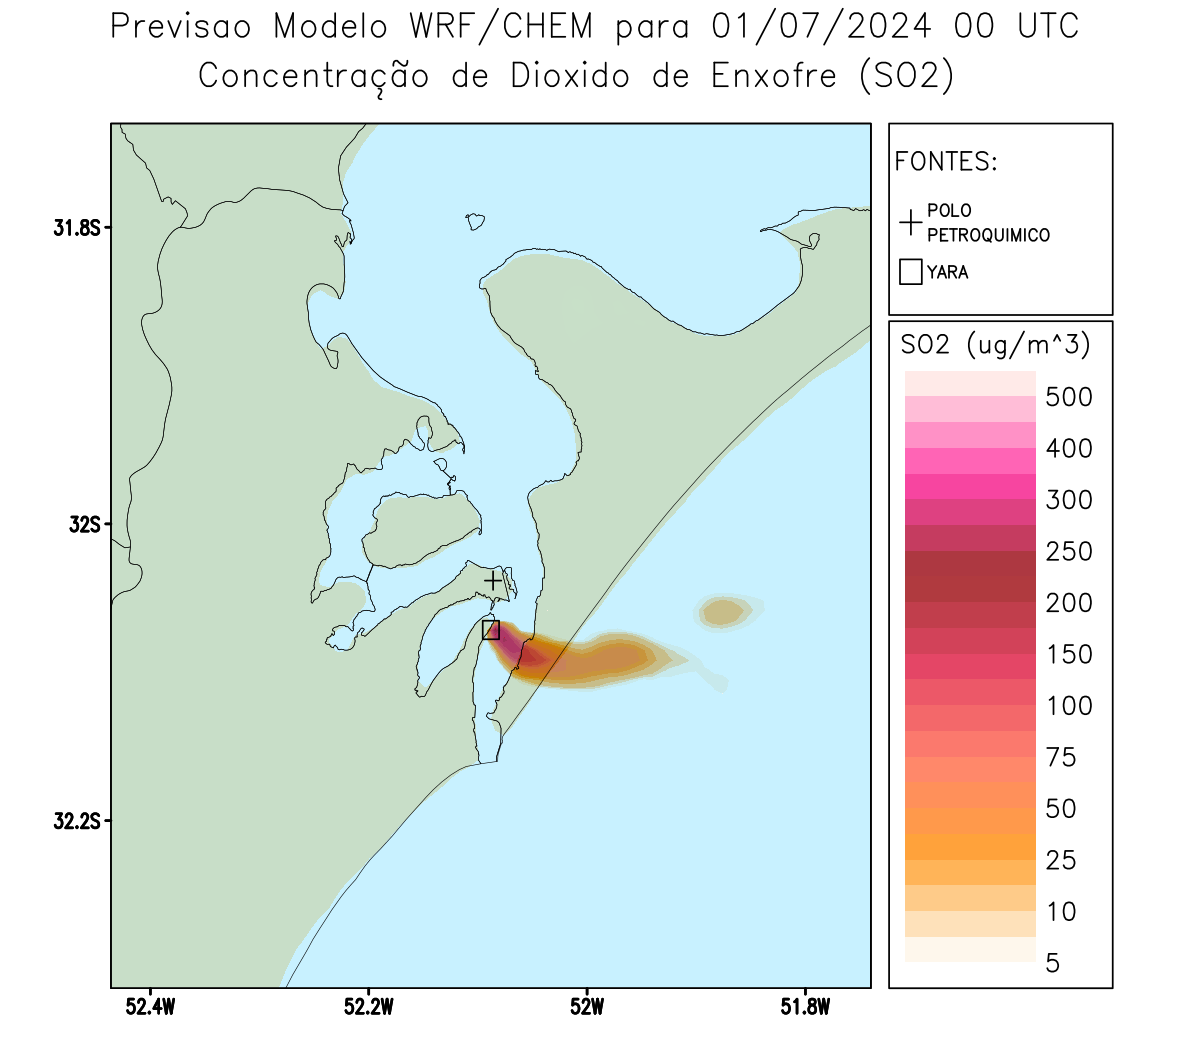 Previsao Modelo WRF/CHEM para 01/07/2024 00 UTC
Concentração de Dioxido de Enxofre (SO2)
FONTES:
POLO
PETROQUIMICO
YARA
SO2 (ug/m^3)
500
400
300
250
200
150
100
75
50
25
10
5
31.8S
32S
32.2S
52.4W
52.2W
52W
51.8W